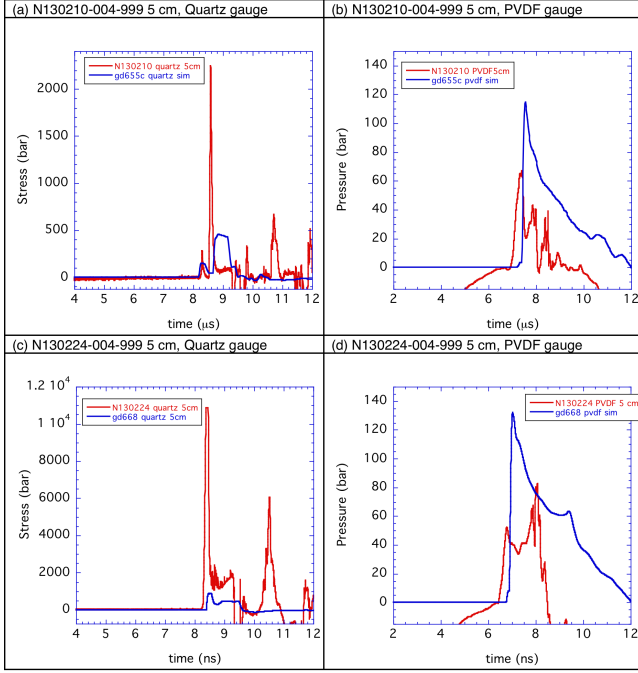 (a) N130210-004-999 5 cm, Quartz gauge
(b) N130210-004-999 5 cm, PVDF gauge
N130210 quartz 5cm
gd655c quartz sim
Stress (bar)
2000
1500
1000
500
0
4 5 6 7 8 9 10 11 12
time (μs)
N130210 PVDF5cm
gd655c pvdf sim
Pressure (bar)
140
120
100
80
60
40
20
0
2 4 6 8 10 12
time (μs)
(c) N130224-004-999 5 cm, Quartz gauge
(d) N130224-004-999 5 cm, PVDF gauge
N130224 quartz 5cm
gd668 quartz 5cm
Stress (bar)
1.2 10⁴
1 10⁴
8000
6000
4000
2000
0
4 5 6 7 8 9 10 11 12
time (ns)
N130224 PVDF 5 cm
gd668 pvdf sim
Pressure (bar)
140
120
100
80
60
40
20
0
2 4 6 8 10 12
time (ns)